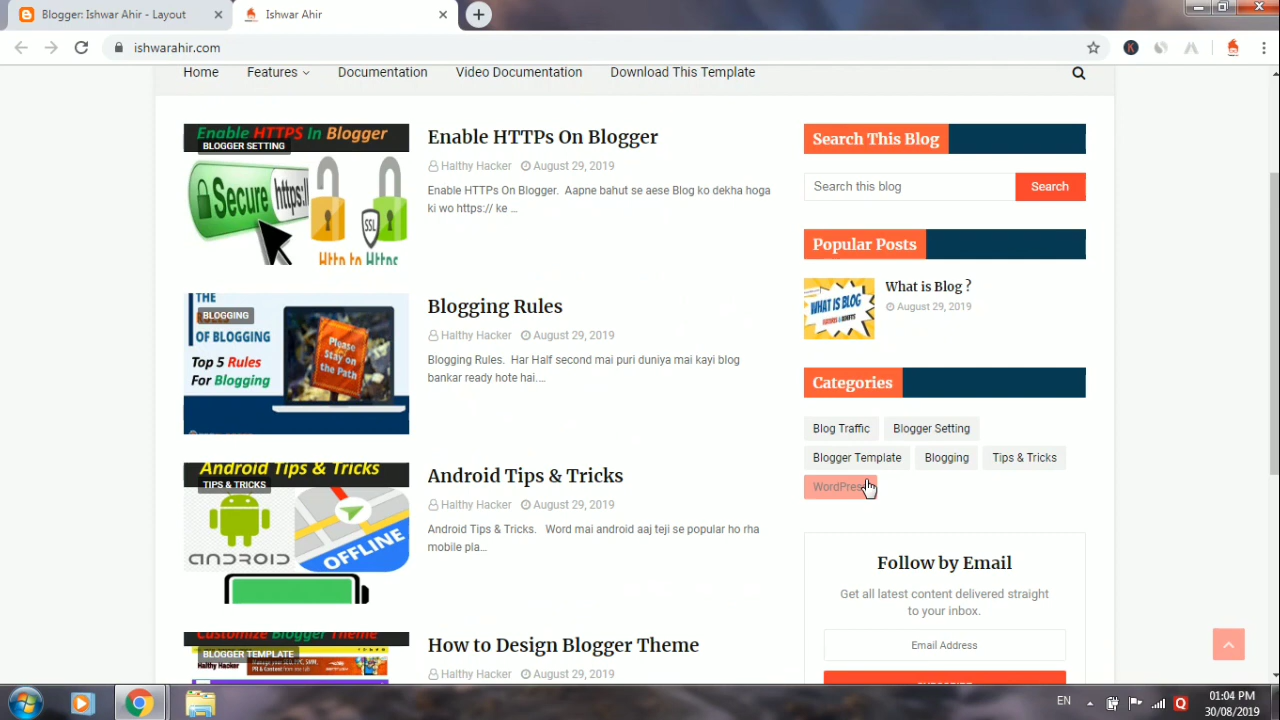 Blogger: Ishwar Ahir - Layout
Ishwar Ahir
ishwarahir.com
K
Home Features Documentation Video Documentation Download This Template
Enable HTTPS In Blogger
BLOGGER SETTING
Secure https:/
SSL
Http to Https
Enable HTTPs On Blogger
Halthy Hacker August 29, 2019
Enable HTTPs On Blogger. Aapne bahut se aese Blog ko dekha hoga
ki wo https:// ke ...
THE
BLOGGING
OF BLOGGING
Top 5 Rules
For Blogging
Please
Stay on
the Path
Blogging Rules
Halthy Hacker August 29, 2019
Blogging Rules. Har Half second mai puri duniya mai kayi blog
bankar ready hote hai....
Android Tips & Tricks
TIPS & TRICKS
ANDROID
OFFLINE
Android Tips & Tricks
Halthy Hacker August 29, 2019
Android Tips & Tricks. Word mai android aaj teji se popular ho rha
mobile pla...
Customize Blogger Theme
BLOGGER TEMPLATE
Halthy Hacker
How to Design Blogger Theme
Halthy Hacker August 29, 2019
Search This Blog
Search this blog Search
Popular Posts
WHAT IS BLOG
What is Blog ?
August 29, 2019
Categories
Blog Traffic Blogger Setting
Blogger Template Blogging Tips & Tricks
WordPres
Follow by Email
Get all latest content delivered straight
to your inbox.
Email Address
SUBSCRIBE
EN Q 01:04 PM
30/08/2019